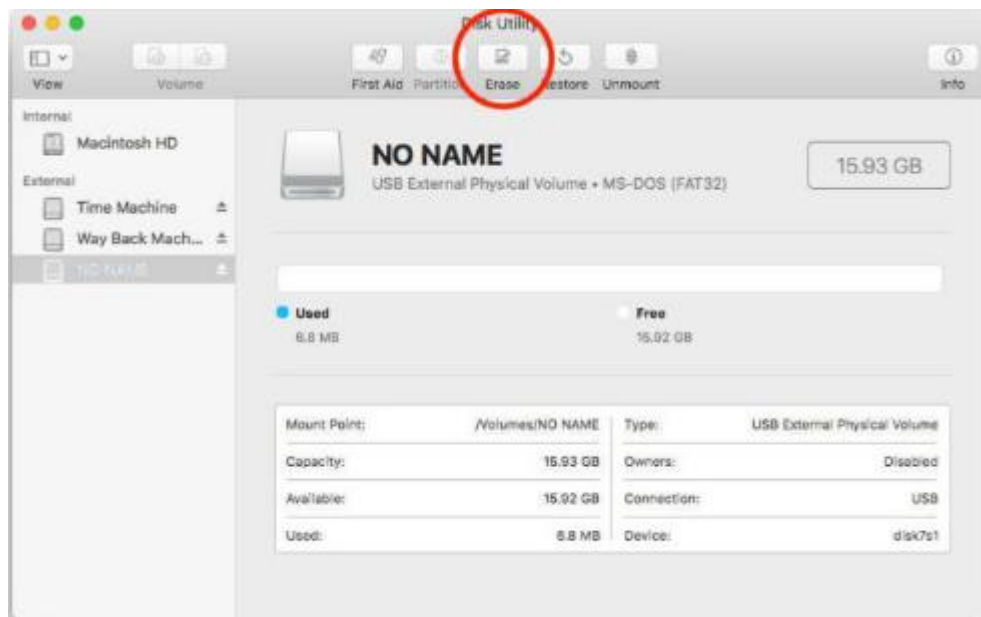 Disk Utility
View Volume First Aid Partition Erase Restore Unmount Info
Internal
Macintosh HD
External
Time Machine
Way Back Mach...
NO NAME
NO NAME
USB External Physical Volume • MS-DOS (FAT32)
15.93 GB
Used
6.8 MB
Free
15.92 GB
Mount Point: /Volumes/NO NAME
Type: USB External Physical Volume
Capacity: 15.93 GB
Owners: Disabled
Available: 15.92 GB
Connection: USB
Used: 6.8 MB
Device: disk7s1